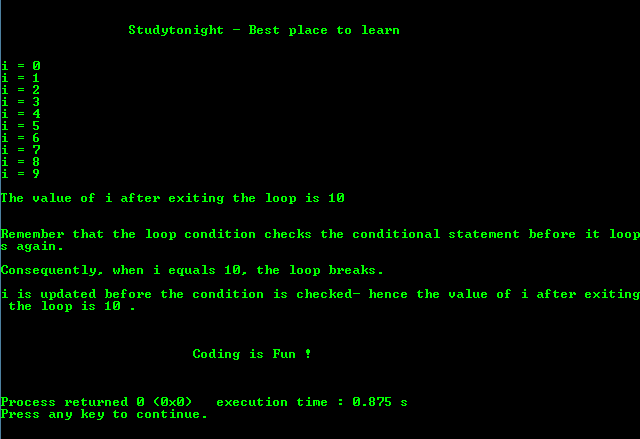 Studytonight - Best place to learn
i = 0
i = 1
i = 2
i = 3
i = 4
i = 5
i = 6
i = 7
i = 8
i = 9
The value of i after exiting the loop is 10
Remember that the loop condition checks the conditional statement before it loop
s again.
Consequently, when i equals 10, the loop breaks.
i is updated before the condition is checked- hence the value of i after exiting
the loop is 10 .
Coding is Fun !
Process returned 0 (0x0)   execution time : 0.875 s
Press any key to continue.